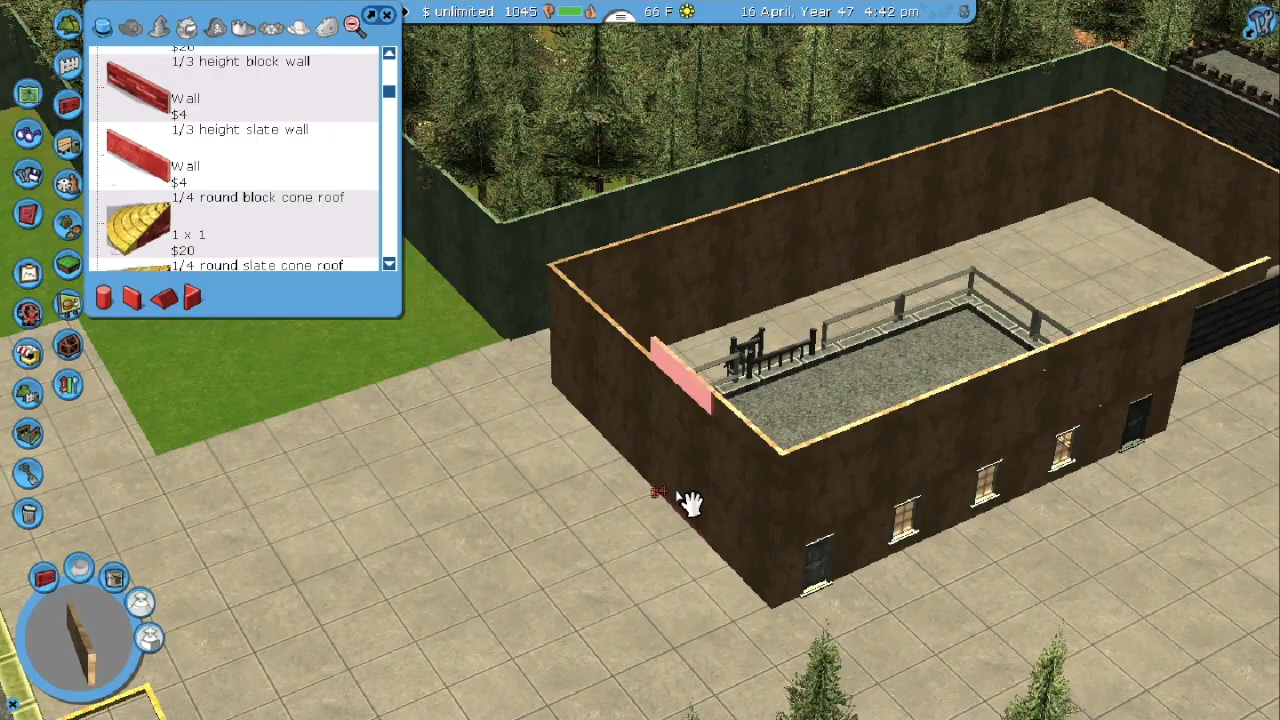 $ unlimited 1045 66 F 16 April, Year 47 4:42 pm
$20
1/3 height block wall
Wall
$4
1/3 height slate wall
Wall
$4
1/4 round block cone roof
1 x 1
$20
1/4 round slate cone roof
$4